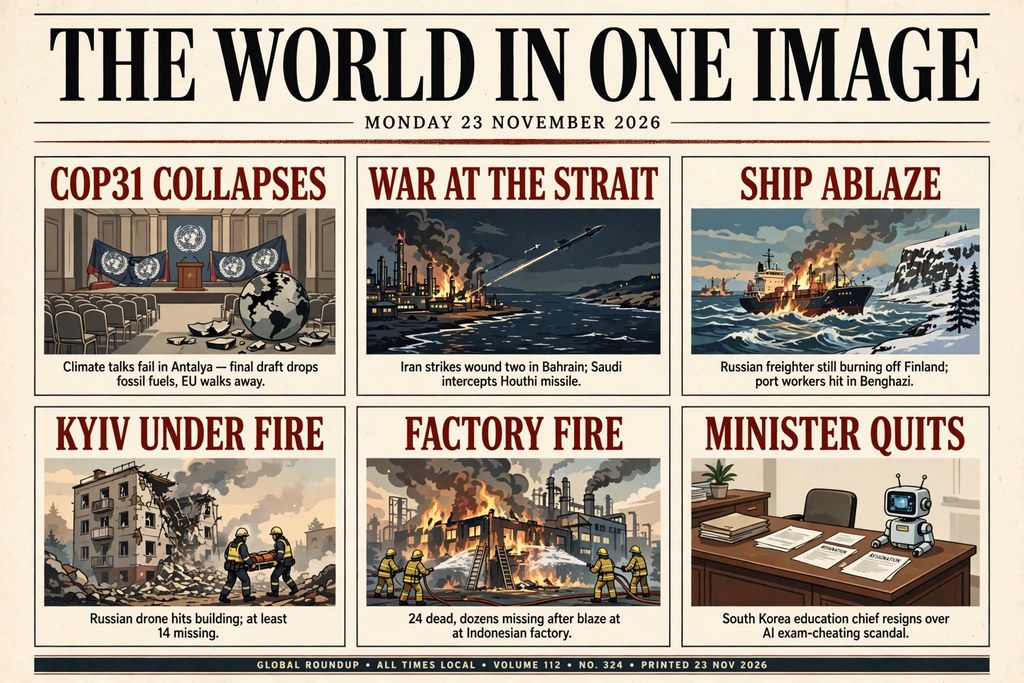 THE WORLD IN ONE IMAGE
MONDAY 23 NOVEMBER 2026
COP31 COLLAPSES
Climate talks fail in Antalya — final draft drops
fossil fuels, EU walks away.
WAR AT THE STRAIT
Iran strikes wound two in Bahrain; Saudi
intercepts Houthi missile.
SHIP ABLAZE
Russian freighter still burning off Finland;
port workers hit in Benghazi.
KYIV UNDER FIRE
Russian drone hits building; at least
14 missing.
FACTORY FIRE
24 dead, dozens missing after blaze at
at Indonesian factory.
MINISTER QUITS
RESIGNATION
RESIGNATION
South Korea education chief resigns over
AI exam-cheating scandal.
GLOBAL ROUNDUP • ALL TIMES LOCAL • VOLUME 112 • NO. 324 • PRINTED 23 NOV 2026